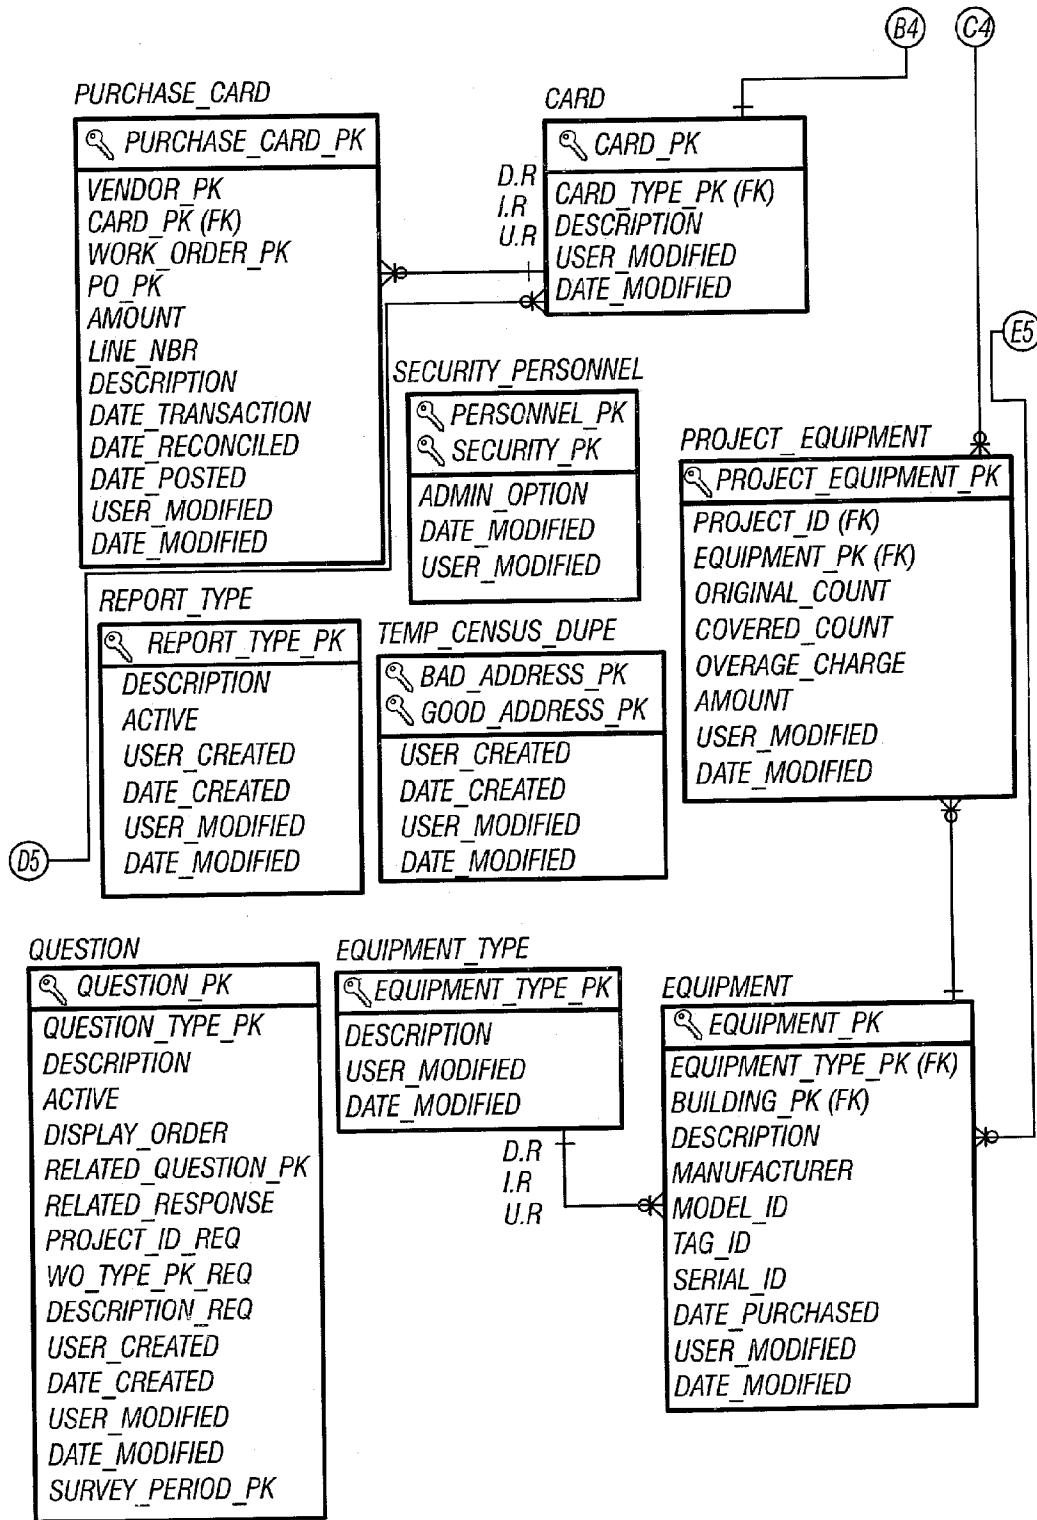 B4
C4
PURCHASE_CARD
PURCHASE_CARD_PK
VENDOR_PK
CARD_PK (FK)
WORK_ORDER_PK
PO_PK
AMOUNT
LINE_NBR
DESCRIPTION
DATE_TRANSACTION
DATE_RECONCILED
DATE_POSTED
USER_MODIFIED
DATE_MODIFIED
D.R
I.R
U.R
CARD
CARD_PK
CARD_TYPE_PK (FK)
DESCRIPTION
USER_MODIFIED
DATE_MODIFIED
E5
SECURITY_PERSONNEL
PERSONNEL_PK
SECURITY_PK
ADMIN_OPTION
DATE_MODIFIED
USER_MODIFIED
PROJECT_EQUIPMENT
PROJECT_EQUIPMENT_PK
PROJECT_ID (FK)
EQUIPMENT_PK (FK)
ORIGINAL_COUNT
COVERED_COUNT
OVERAGE_CHARGE
AMOUNT
USER_MODIFIED
DATE_MODIFIED
REPORT_TYPE
REPORT_TYPE_PK
DESCRIPTION
ACTIVE
USER_CREATED
DATE_CREATED
USER_MODIFIED
DATE_MODIFIED
TEMP_CENSUS_DUPE
BAD_ADDRESS_PK
GOOD_ADDRESS_PK
USER_CREATED
DATE_CREATED
USER_MODIFIED
DATE_MODIFIED
D5
QUESTION
QUESTION_PK
QUESTION_TYPE_PK
DESCRIPTION
ACTIVE
DISPLAY_ORDER
RELATED_QUESTION_PK
RELATED_RESPONSE
PROJECT_ID_REQ
WO_TYPE_PK_REQ
DESCRIPTION_REQ
USER_CREATED
DATE_CREATED
USER_MODIFIED
DATE_MODIFIED
SURVEY_PERIOD_PK
EQUIPMENT_TYPE
EQUIPMENT_TYPE_PK
DESCRIPTION
USER_MODIFIED
DATE_MODIFIED
D.R
I.R
U.R
EQUIPMENT
EQUIPMENT_PK
EQUIPMENT_TYPE_PK (FK)
BUILDING_PK (FK)
DESCRIPTION
MANUFACTURER
MODEL_ID
TAG_ID
SERIAL_ID
DATE_PURCHASED
USER_MODIFIED
DATE_MODIFIED